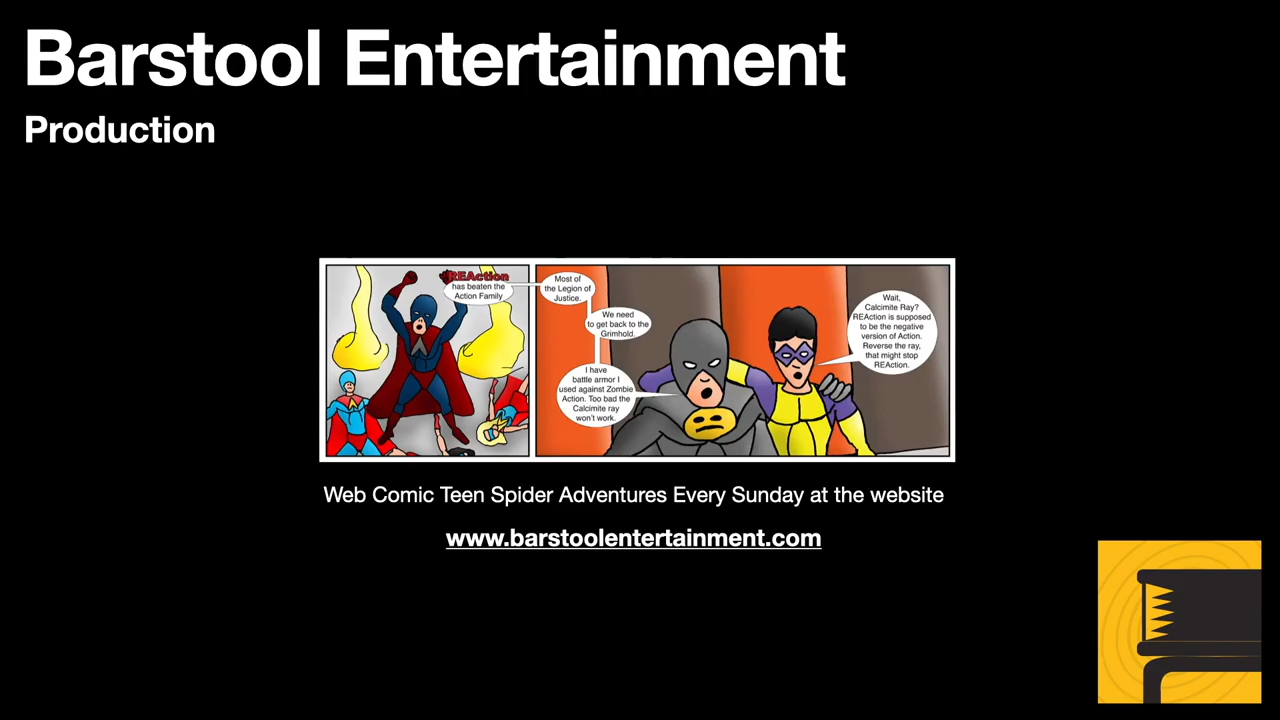 Barstool Entertainment
Production
REAction
has beaten the
Action Family
Most of
the Legion of
Justice.
We need
to get back to the
Grimhold.
I have
battle armor I
used against Zombie
Action. Too bad the
Calcimite ray
won't work.
Wait,
Calcimite Ray?
REAction is supposed
to be the negative
version of Action.
Reverse the ray,
that might stop
REAction.
Web Comic Teen Spider Adventures Every Sunday at the website
www.barstoolentertainment.com